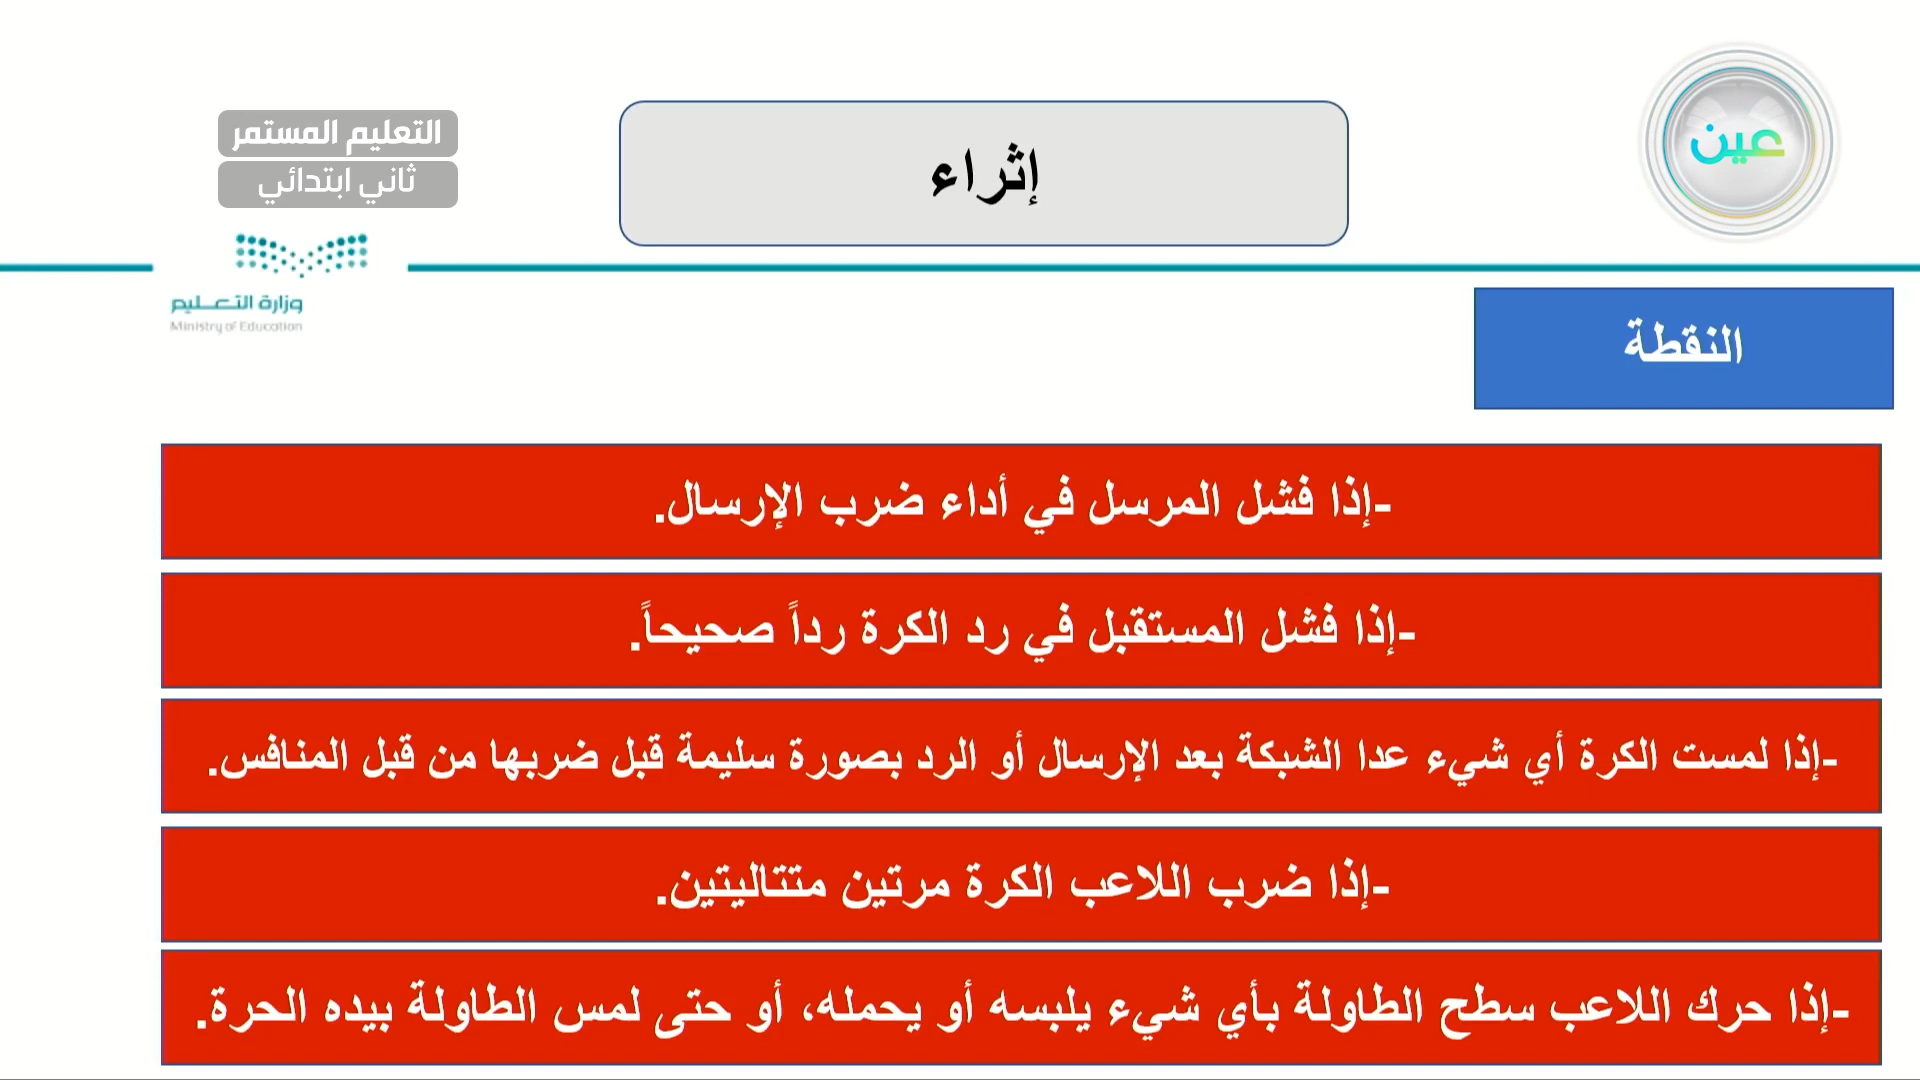 عين
التعليم المستمر
ثاني ابتدائي
إثراء
وزارة التعليم
Ministry of Education
النقطة
-إذا فشل المرسل في أداء ضرب الإرسال.
-إذا فشل المستقبل في رد الكرة رداً صحيحاً.
-إذا لمست الكرة أي شيء عدا الشبكة بعد الإرسال أو الرد بصورة سليمة قبل ضربها من قبل المنافس.
-إذا ضرب اللاعب الكرة مرتين متتاليتين.
-إذا حرك اللاعب سطح الطاولة بأي شيء يلبسه أو يحمله، أو حتى لمس الطاولة بيده الحرة.